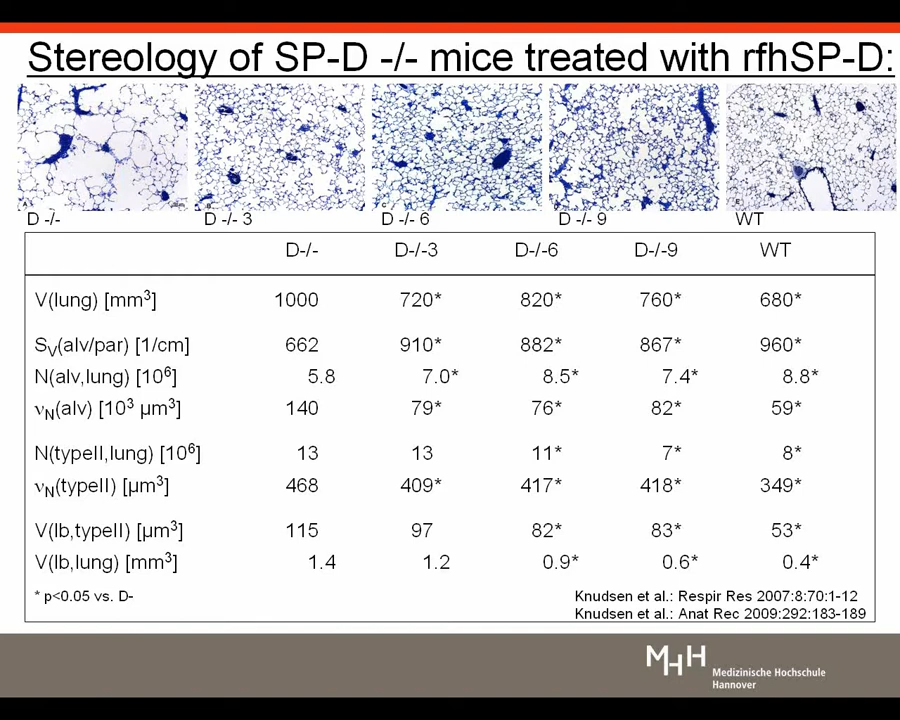 Stereology of SP-D -/- mice treated with rfhSP-D:
D -/- D -/- 3 D -/- 6 D -/- 9 WT
D-/- D-/-3 D-/-6 D-/-9 WT
V(lung) [mm³] 1000 720* 820* 760* 680*
SV(alv/par) [1/cm] 662 910* 882* 867* 960*
N(alv,lung) [10⁶] 5.8 7.0* 8.5* 7.4* 8.8*
νN(alv) [10³ µm³] 140 79* 76* 82* 59*
N(typeII,lung) [10⁶] 13 13 11* 7* 8*
νN(typeII) [µm³] 468 409* 417* 418* 349*
V(lb,typeII) [µm³] 115 97 82* 83* 53*
V(lb,lung) [mm³] 1.4 1.2 0.9* 0.6* 0.4*
* p<0.05 vs. D- Knudsen et al.: Respir Res 2007:8:70:1-12
Knudsen et al.: Anat Rec 2009:292:183-189
MHH
Medizinische Hochschule
Hannover